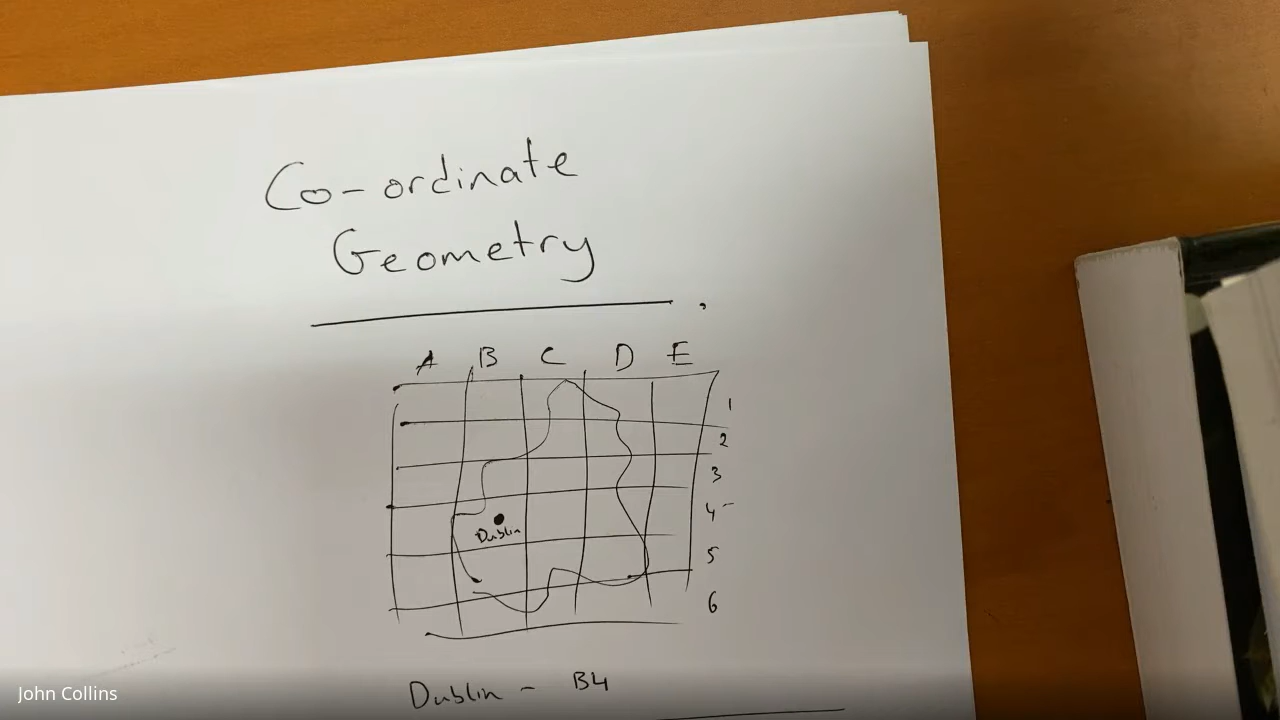 Co-ordinate
Geometry
A B C D E
1
2
3
4 -
5
6
Dublin
Dublin - B4
John Collins